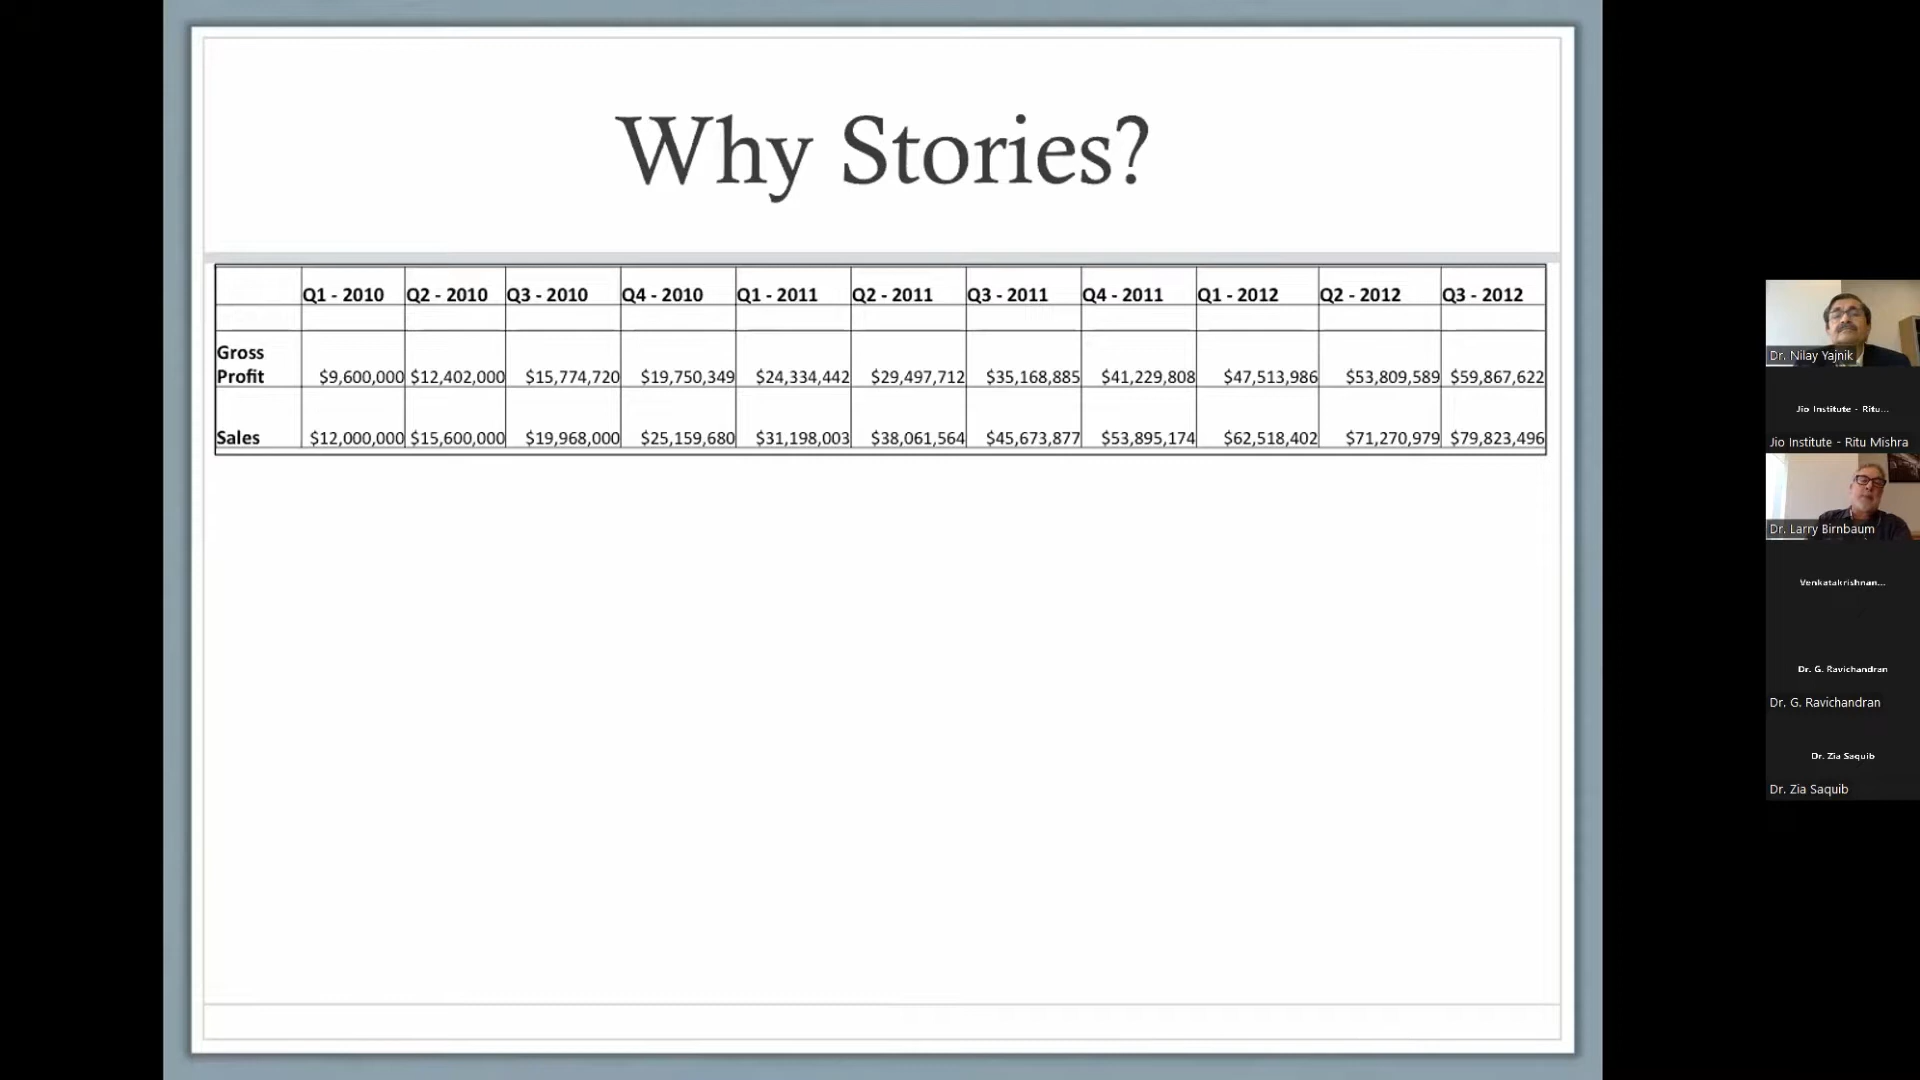 Why Stories?
Q1 - 2010 Q2 - 2010 Q3 - 2010 Q4 - 2010 Q1 - 2011 Q2 - 2011 Q3 - 2011 Q4 - 2011 Q1 - 2012 Q2 - 2012 Q3 - 2012
Gross
Profit $9,600,000 $12,402,000 $15,774,720 $19,750,349 $24,334,442 $29,497,712 $35,168,885 $41,229,808 $47,513,986 $53,809,589 $59,867,622
Sales $12,000,000 $15,600,000 $19,968,000 $25,159,680 $31,198,003 $38,061,564 $45,673,877 $53,895,174 $62,518,402 $71,270,979 $79,823,496
Dr. Nilay Yajnik
Jio Institute - Ritu...
Jio Institute - Ritu Mishra
Dr. Larry Birnbaum
Venkatakrishnan...
Dr. G. Ravichandran
Dr. G. Ravichandran
Dr. Zia Saquib
Dr. Zia Saquib